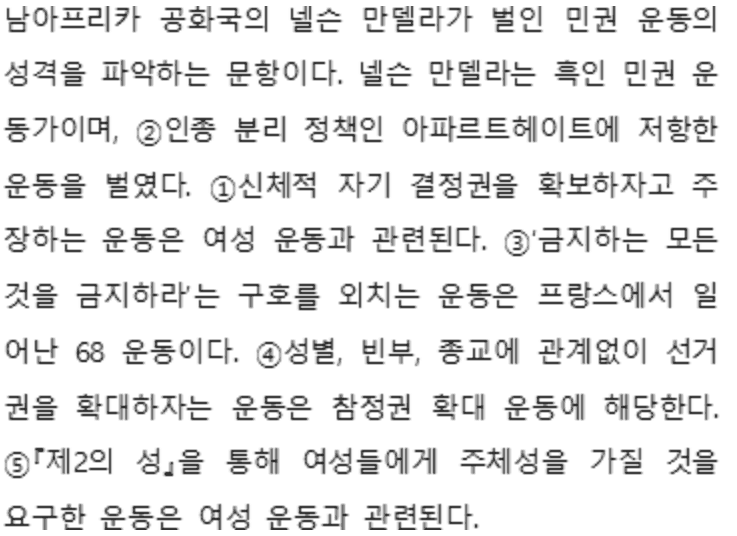 남아프리카 공화국의 넬슨 만델라가 벌인 민권 운동의
성격을 파악하는 문항이다. 넬슨 만델라는 흑인 민권 운
동가이며, ②인종 분리 정책인 아파르트헤이트에 저항한
운동을 벌였다. ①신체적 자기 결정권을 확보하자고 주
장하는 운동은 여성 운동과 관련된다. ③‘금지하는 모든
것을 금지하라’는 구호를 외치는 운동은 프랑스에서 일
어난 68 운동이다. ④성별, 빈부, 종교에 관계없이 선거
권을 확대하자는 운동은 참정권 확대 운동에 해당한다.
⑤『제2의 성』을 통해 여성들에게 주체성을 가질 것을
요구한 운동은 여성 운동과 관련된다.